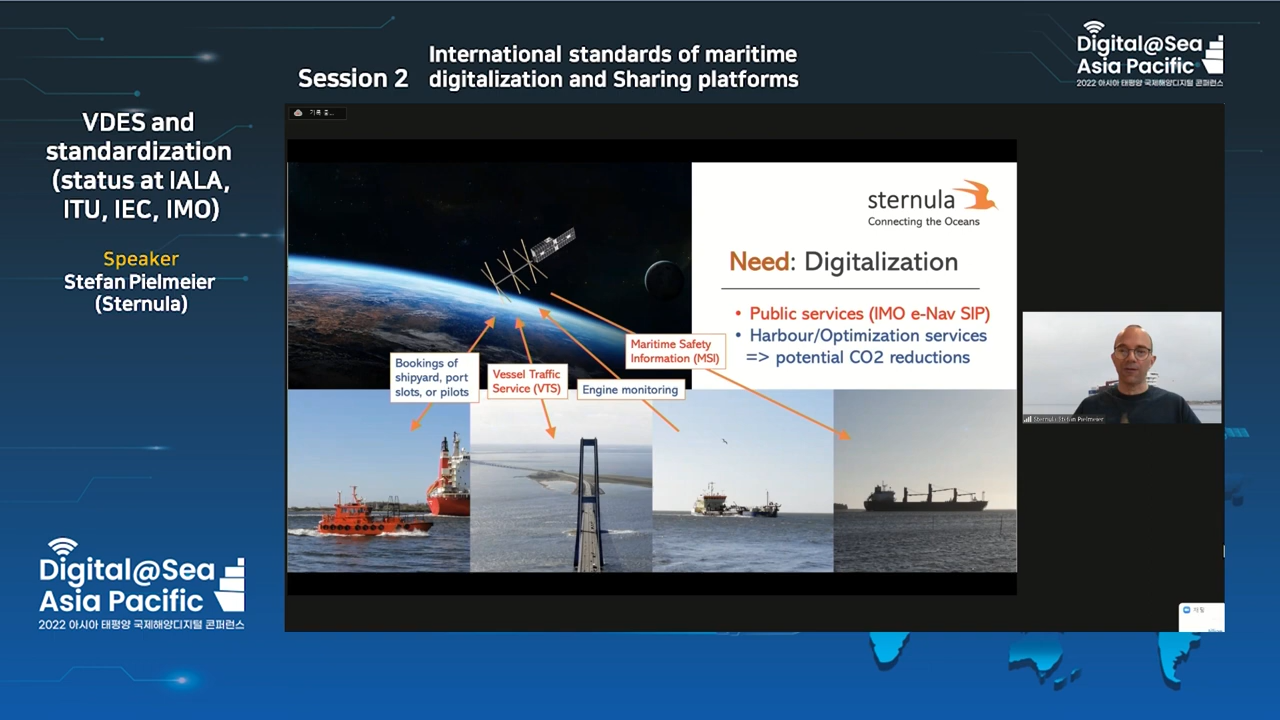 International standards of maritime
Session 2 digitalization and Sharing platforms
Digital@Sea
Asia Pacific
2022 아시아 태평양 국제해양디지털 콘퍼런스
VDES and
standardization
(status at IALA,
ITU, IEC, IMO)
Speaker
Stefan Pielmeier
(Sternula)
기록 중...
sternula
Connecting the Oceans
Need: Digitalization
• Public services (IMO e-Nav SIP)
• Harbour/Optimization services
=> potential CO2 reductions
Maritime Safety
Information (MSI)
Bookings of
shipyard, port
slots, or pilots
Vessel Traffic
Service (VTS)
Engine monitoring
Sternula Stefan Pielmeier
Digital@Sea
Asia Pacific
2022 아시아 태평양 국제해양디지털 콘퍼런스